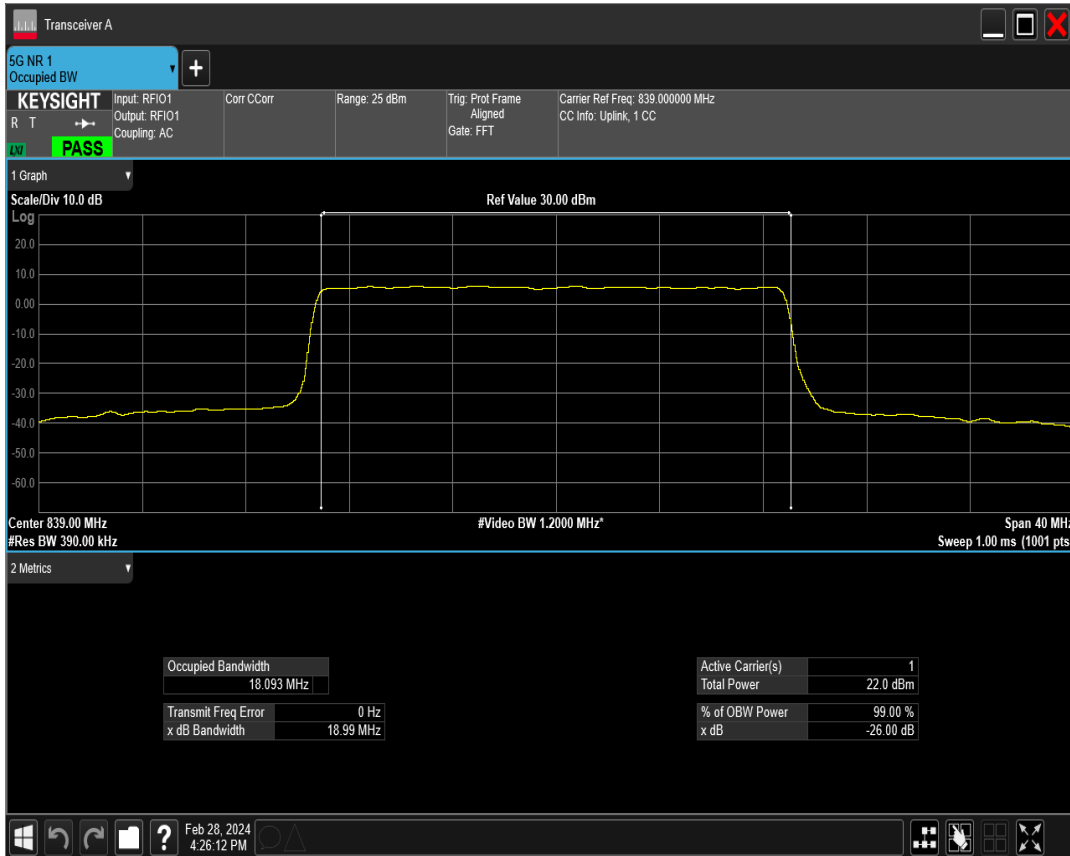 Transceiver A
5G NR 1
Occupied BW
+
KEYSIGHT
R T
LXI
PASS
Input: RFIO1
Output: RFIO1
Coupling: AC
Corr CCorr
Range: 25 dBm
Trig: Prot Frame
Aligned
Gate: FFT
Carrier Ref Freq: 839.000000 MHz
CC Info: Uplink, 1 CC
1 Graph
Scale/Div 10.0 dB
Ref Value 30.00 dBm
Log
20.0
10.0
0.00
-10.0
-20.0
-30.0
-40.0
-50.0
-60.0
Center 839.00 MHz
#Video BW 1.2000 MHz*
Span 40 MHz
#Res BW 390.00 kHz
Sweep 1.00 ms (1001 pts
2 Metrics
Occupied Bandwidth
18.093 MHz
Transmit Freq Error 0 Hz
x dB Bandwidth 18.99 MHz
Active Carrier(s) 1
Total Power 22.0 dBm
% of OBW Power 99.00 %
x dB -26.00 dB
?
Feb 28, 2024
4:26:12 PM